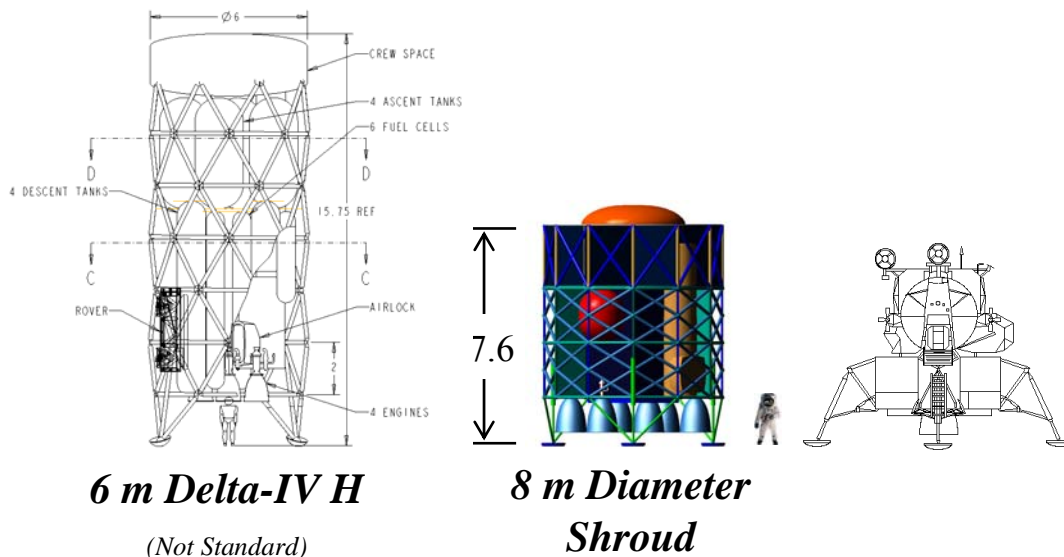 Ø6
CREW SPACE
4 ASCENT TANKS
6 FUEL CELLS
D
D
4 DESCENT TANKS
15.75 REF
C
C
ROVER
AIRLOCK
2
4 ENGINES
7.6
6 m Delta-IV H
(Not Standard)
8 m Diameter
Shroud